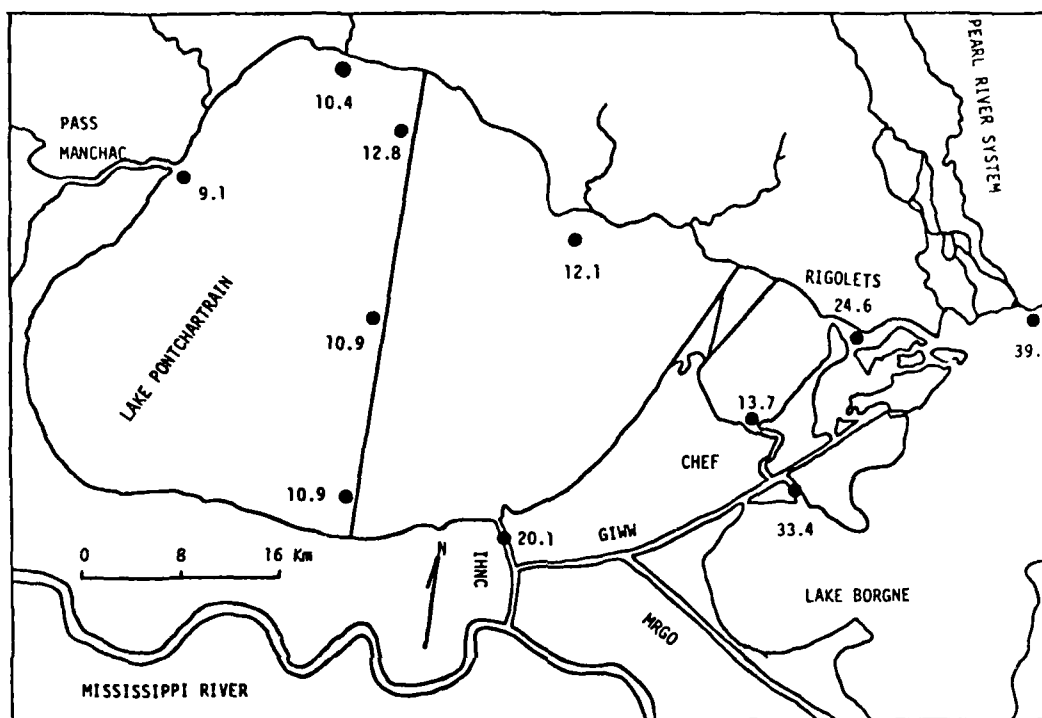 PEARL RIVER SYSTEM
10.4
PASS
MANCHAC
12.8
9.1
12.1
RIGOLETS
24.6
LAKE PONTCHARTRAIN
10.9
39.
13.7
CHEF
10.9
33.4
20.1
GIWW
0 8 16 Km
N
IHNC
LAKE BORGNE
MRGO
MISSISSIPPI RIVER